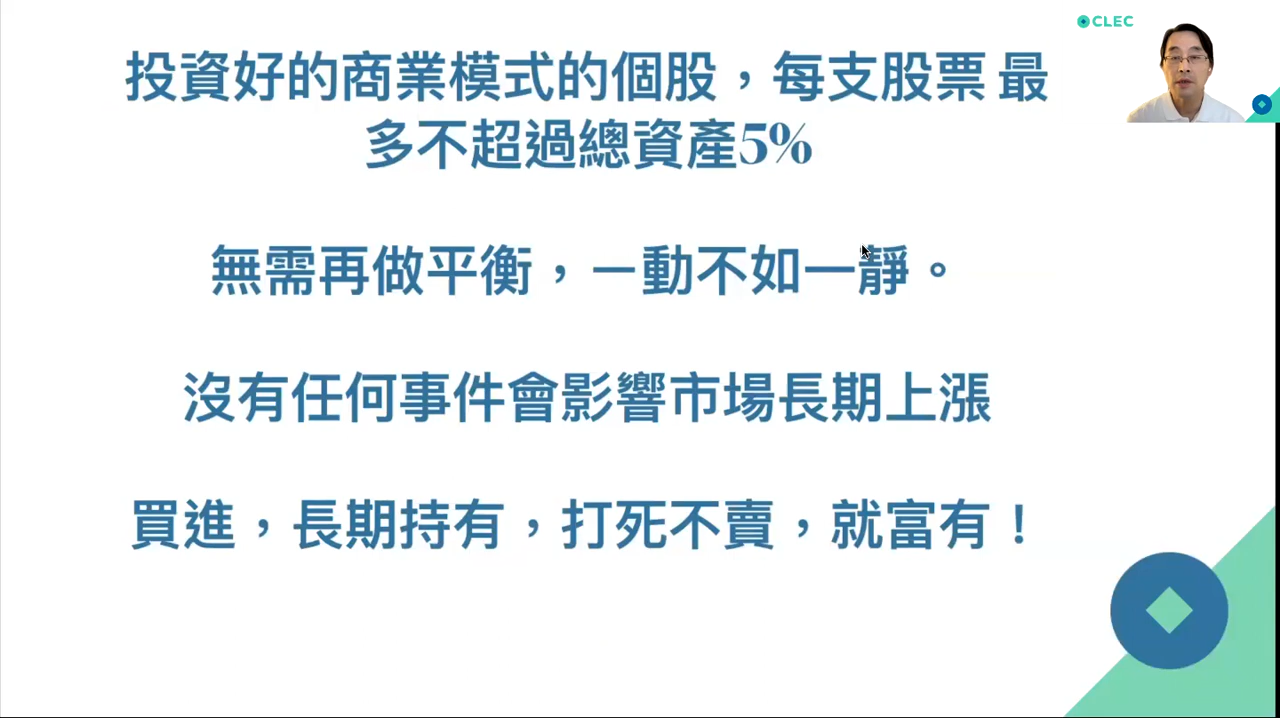 CLEC
投資好的商業模式的個股，每支股票 最
多不超過總資產5%
無需再做平衡，一動不如一靜。
沒有任何事件會影響市場長期上漲
買進，長期持有，打死不賣，就富有！